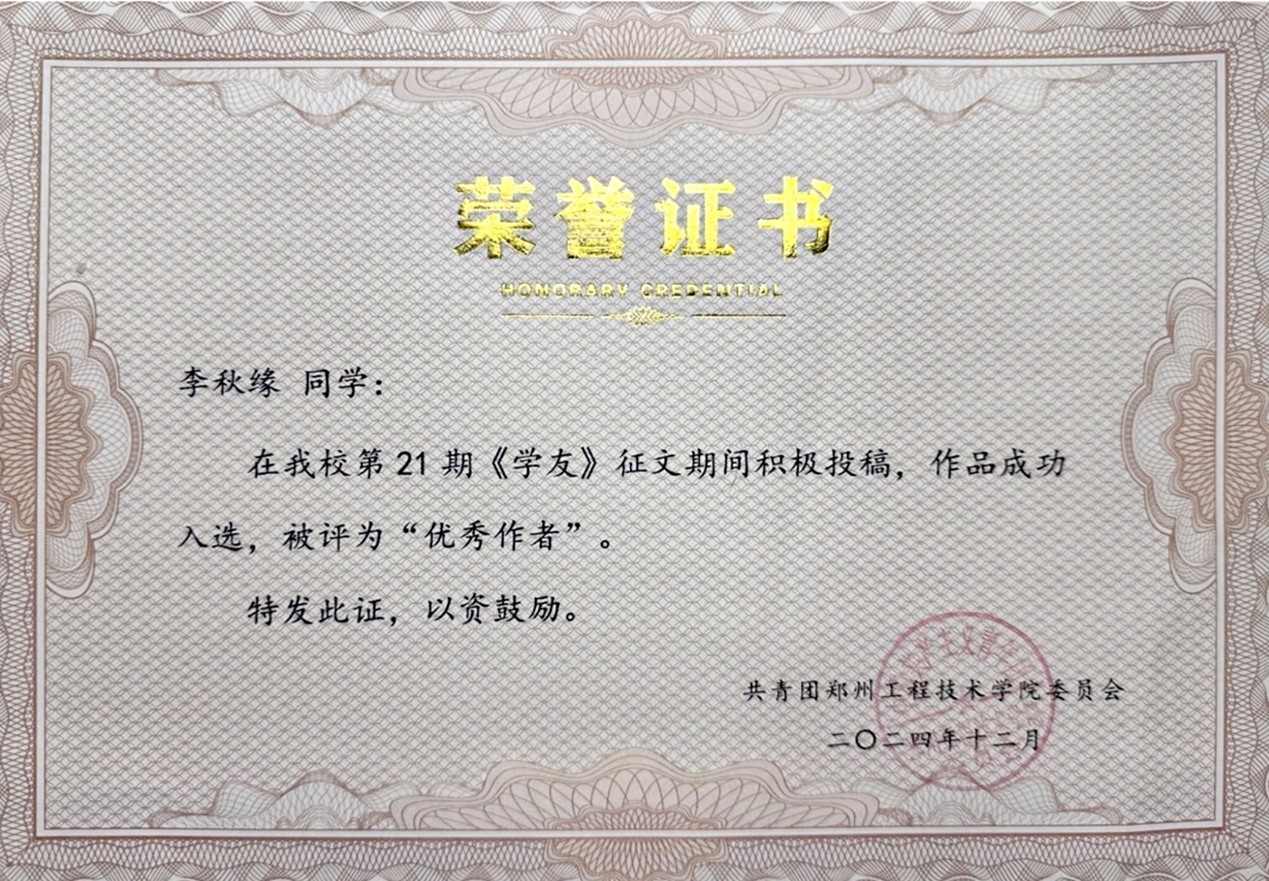 荣誉证书
HONORARY CREDENTIAL
李秋缘 同学：
在我校第 21 期《学友》征文期间积极投稿，作品成功
入选，被评为“优秀作者”。
特发此证，以资鼓励。
共青团郑州工程技术学院委员会
二〇二四年十二月